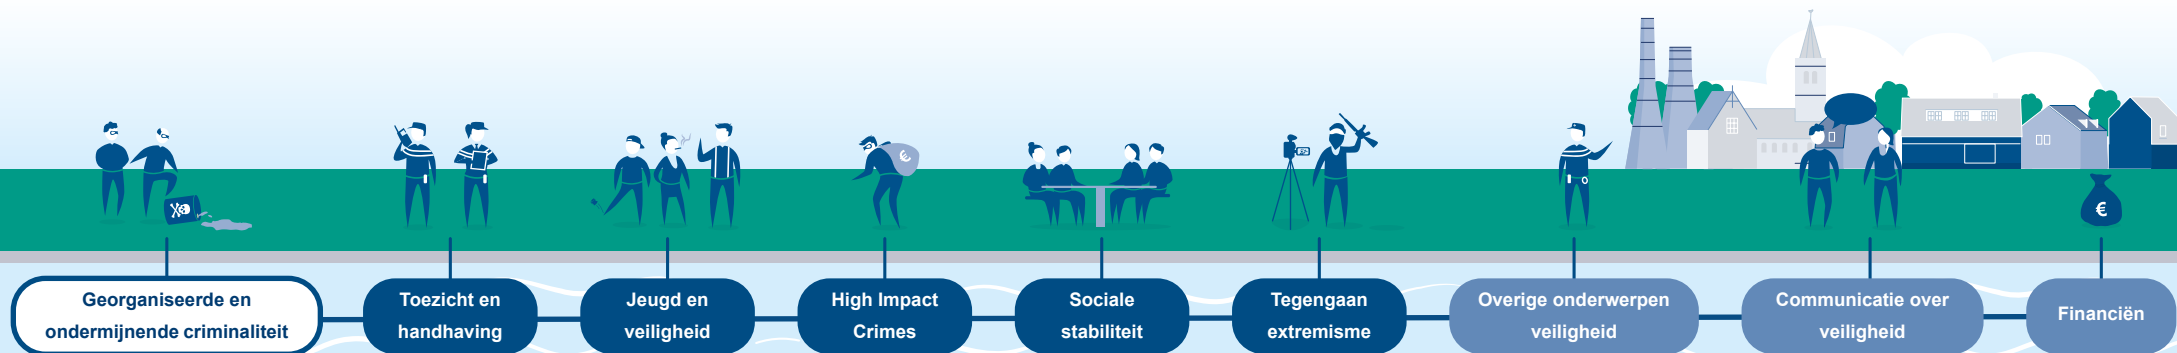 €
€
Georganiseerde en
ondermijnende criminaliteit
Toezicht en
handhaving
Jeugd en
veiligheid
High Impact
Crimes
Sociale
stabiliteit
Tegengaan
extremisme
Overige onderwerpen
veiligheid
Communicatie over
veiligheid
Financiën